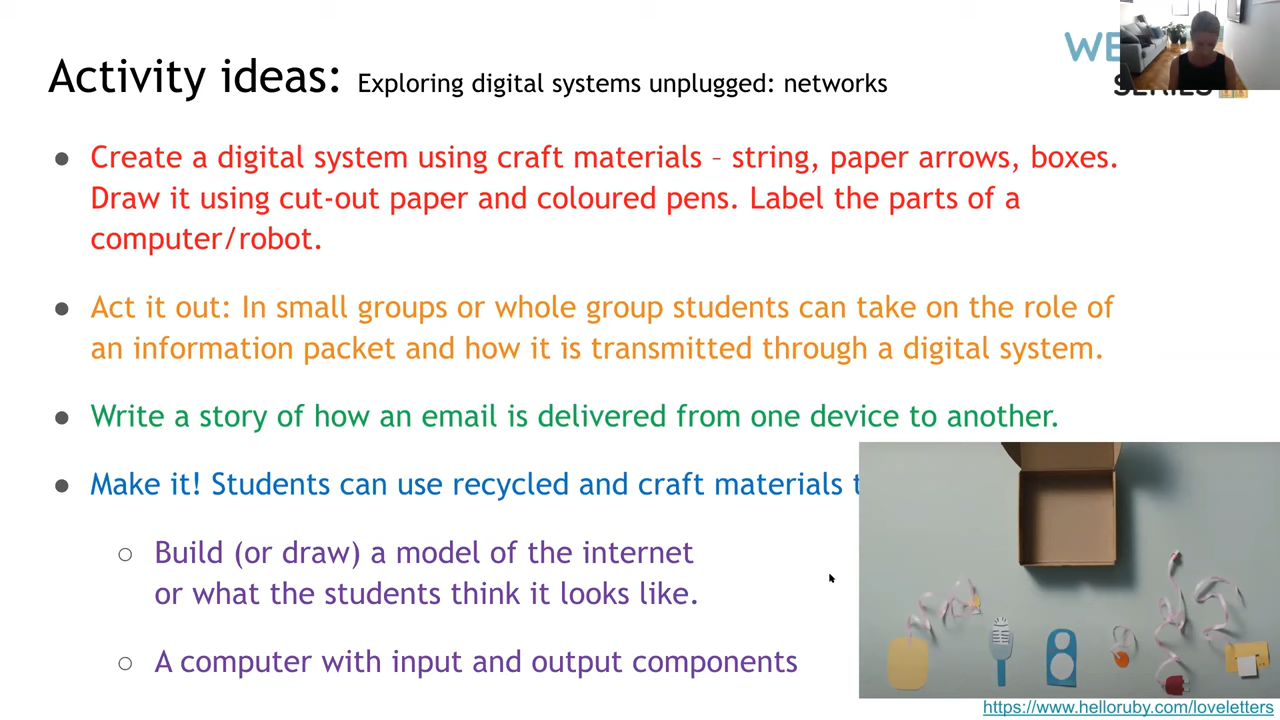 Activity ideas: Exploring digital systems unplugged: networks
WE
SERIES
● Create a digital system using craft materials – string, paper arrows, boxes.
Draw it using cut-out paper and coloured pens. Label the parts of a
computer/robot.
● Act it out: In small groups or whole group students can take on the role of
an information packet and how it is transmitted through a digital system.
● Write a story of how an email is delivered from one device to another.
● Make it! Students can use recycled and craft materials t
○ Build (or draw) a model of the internet
or what the students think it looks like.
○ A computer with input and output components
https://www.helloruby.com/loveletters